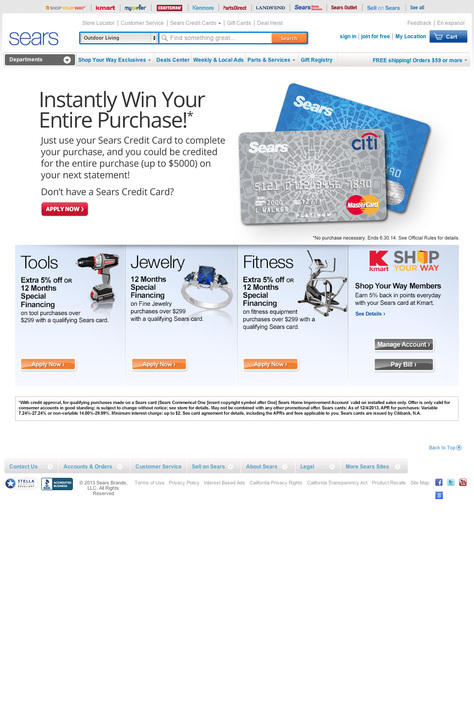 SHOP YOUR WAY kmart mygofer CRAFTSMAN Kenmore PartsDirect LANDS'END Sears Sears Outlet Sell on Sears See all
Store Locator | Customer Service | Sears Credit Cards | Gift Cards | Deal Heist
Feedback | En espanol
sears
Outdoor Living
Find something great...
Search
sign in | join for free | My Location
Cart
Departments
Shop Your Way Exclusives
Deals Center
Weekly & Local Ads
Parts & Services
Gift Registry
FREE shipping! Orders $59 or more
Instantly Win Your
Entire Purchase!*
Just use your Sears Credit Card to complete
your purchase, and you could be credited
for the entire purchase (up to $5000) on
your next statement!
Don't have a Sears Credit Card?
APPLY NOW ›
Sears
Sears
citi
MasterCard
L WALKER
PLATINUM
*No purchase necessary. Ends 6.30.14. See Official Rules for details.
Tools
Extra 5% off OR
12 Months
Special
Financing
on tool purchases over
$299 with a qualifying Sears card.
Apply Now ›
Jewelry
12 Months
Special
Financing
on Fine Jewelry
purchases over $299
with a qualifying Sears card.
Apply Now ›
Fitness
Extra 5% off OR
12 Months
Special
Financing
on fitness equipment
purchases over $299 with a
qualifying Sears card.
Apply Now ›
K kmart
SHOP
YOUR WAY
Shop Your Way Members
Earn 5% back in points everyday
with your Sears card at Kmart.
See Details ›
Manage Account ›
Pay Bill ›
*With credit approval, for qualifying purchases made on a Sears card (Sears Commerical One [insert copyright symbol after One] Sears Home Improvement Account valid on installed sales only. Offer is only valid for
consumer accounts in good standing; is subject to change without notice; see store for details. May not be combined with any other promotional offer. Sears cards: As of 12/4/2013, APR for purchases: Variable
7.24%-27.24% or non-variable 14.00%-29.99%. Minimum interest charge: up to $2. See card agreement for details, including the APRs and fees applicable to you. Sears cards are issued by Citibank, N.A.
Back to Top
Contact Us
Accounts & Orders
Customer Service
Sell on Sears
About Sears
Legal
More Sears Sites
STELLA
ACCREDITED
BUSINESS
© 2013 Sears Brands,
LLC. All Rights
Reserved
Terms of Use
Privacy Policy
Interest Based Ads
California Privacy Rights
California Transparency Act
Product Recalls
Site Map